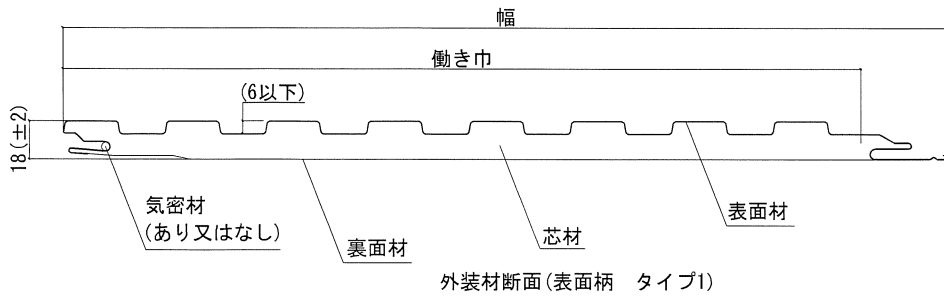 幅
働き巾
(6以下)
18(±2)
気密材
(あり又はなし)
裏面材
芯材
表面材
外装材断面(表面柄　タイプ1)